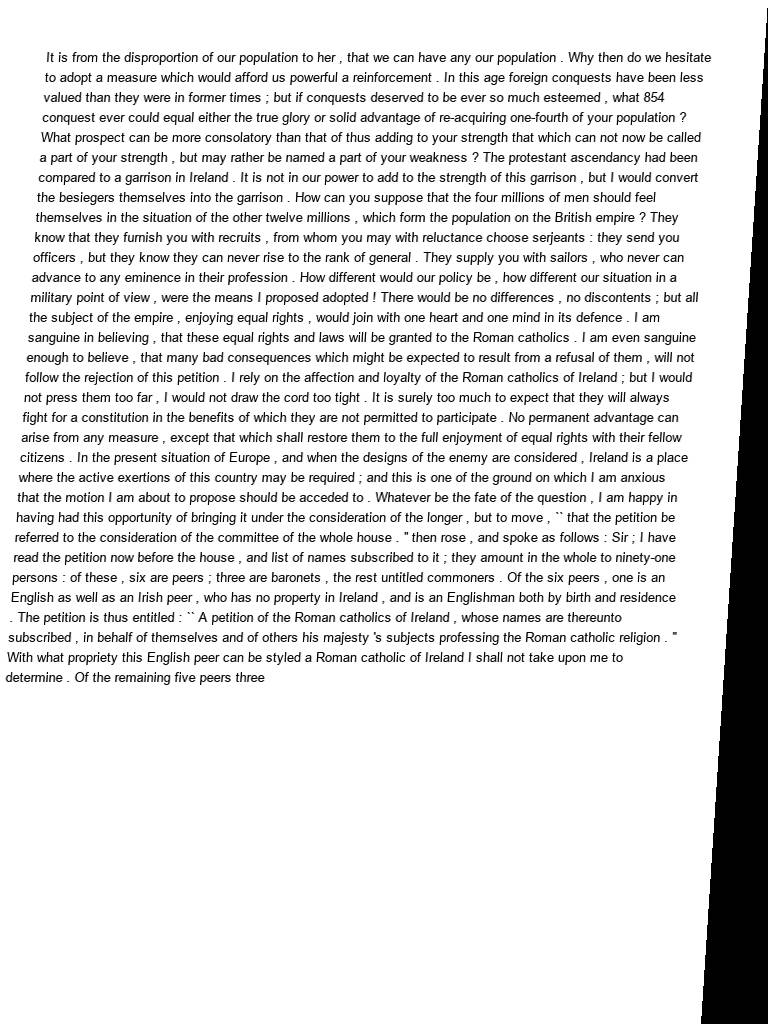 It is from the disproportion of our population to her , that we can have any our population . Why then do we hesitate
to adopt a measure which would afford us powerful a reinforcement . In this age foreign conquests have been less
valued than they were in former times ; but if conquests deserved to be ever so much esteemed , what 854
conquest ever could equal either the true glory or solid advantage of re-acquiring one-fourth of your population ?
What prospect can be more consolatory than that of thus adding to your strength that which can not now be called
a part of your strength , but may rather be named a part of your weakness ? The protestant ascendancy had been
compared to a garrison in Ireland . It is not in our power to add to the strength of this garrison , but I would convert
the besiegers themselves into the garrison . How can you suppose that the four millions of men should feel
themselves in the situation of the other twelve millions , which form the population on the British empire ? They
know that they furnish you with recruits , from whom you may with reluctance choose serjeants : they send you
officers , but they know they can never rise to the rank of general . They supply you with sailors , who never can
advance to any eminence in their profession . How different would our policy be , how different our situation in a
military point of view , were the means I proposed adopted ! There would be no differences , no discontents ; but all
the subject of the empire , enjoying equal rights , would join with one heart and one mind in its defence . I am
sanguine in believing , that these equal rights and laws will be granted to the Roman catholics . I am even sanguine
enough to believe , that many bad consequences which might be expected to result from a refusal of them , will not
follow the rejection of this petition . I rely on the affection and loyalty of the Roman catholics of Ireland ; but I would
not press them too far , I would not draw the cord too tight . It is surely too much to expect that they will always
fight for a constitution in the benefits of which they are not permitted to participate . No permanent advantage can
arise from any measure , except that which shall restore them to the full enjoyment of equal rights with their fellow
citizens . In the present situation of Europe , and when the designs of the enemy are considered , Ireland is a place
where the active exertions of this country may be required ; and this is one of the ground on which I am anxious
that the motion I am about to propose should be acceded to . Whatever be the fate of the question , I am happy in
having had this opportunity of bringing it under the consideration of the longer , but to move , `` that the petition be
referred to the consideration of the committee of the whole house . " then rose , and spoke as follows : Sir ; I have
read the petition now before the house , and list of names subscribed to it ; they amount in the whole to ninety-one
persons : of these , six are peers ; three are baronets , the rest untitled commoners . Of the six peers , one is an
English as well as an Irish peer , who has no property in Ireland , and is an Englishman both by birth and residence
. The petition is thus entitled : `` A petition of the Roman catholics of Ireland , whose names are thereunto
subscribed , in behalf of themselves and of others his majesty 's subjects professing the Roman catholic religion . "
With what propriety this English peer can be styled a Roman catholic of Ireland I shall not take upon me to
determine . Of the remaining five peers three